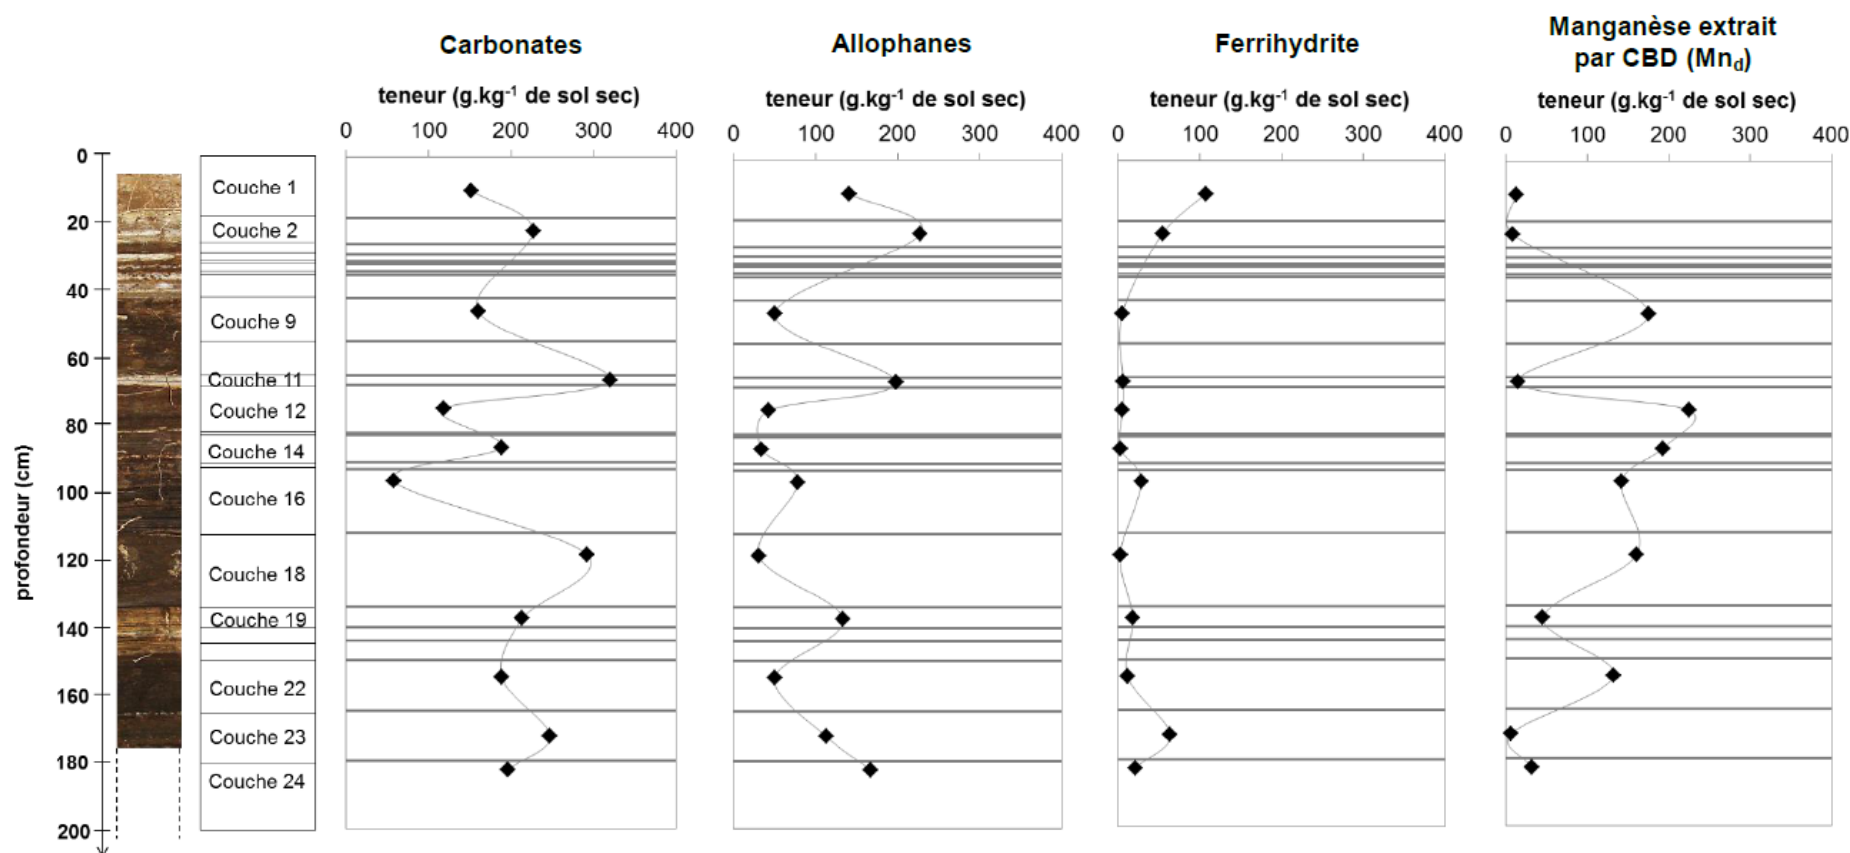 Carbonates
teneur (g.kg⁻¹ de sol sec)
0 100 200 300 400
Allophanes
teneur (g.kg⁻¹ de sol sec)
0 100 200 300 400
Ferrihydrite
teneur (g.kg⁻¹ de sol sec)
0 100 200 300 400
Manganèse extrait
par CBD (Mnd)
teneur (g.kg⁻¹ de sol sec)
0 100 200 300 400
profondeur (cm)
0
20
40
60
80
100
120
140
160
180
200
Couche 1
Couche 2
Couche 9
Couche 11
Couche 12
Couche 14
Couche 16
Couche 18
Couche 19
Couche 22
Couche 23
Couche 24